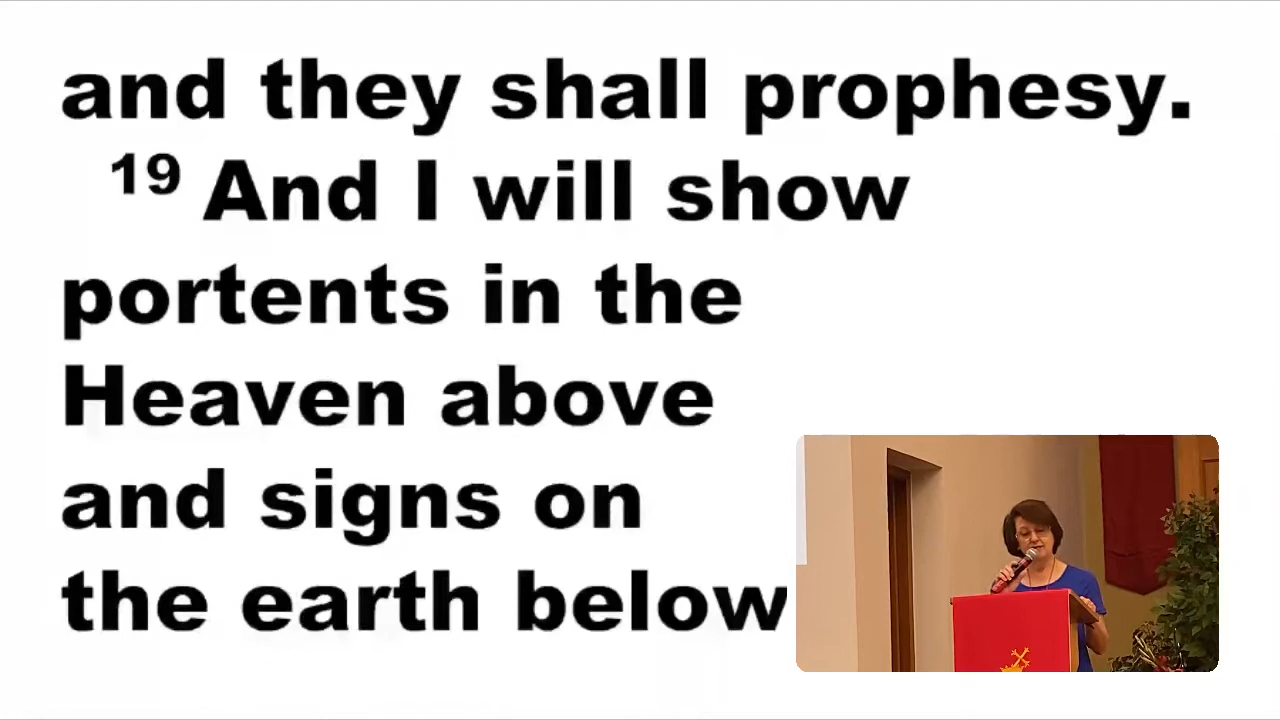 and they shall prophesy.
19 And I will show
portents in the
Heaven above
and signs on
the earth below